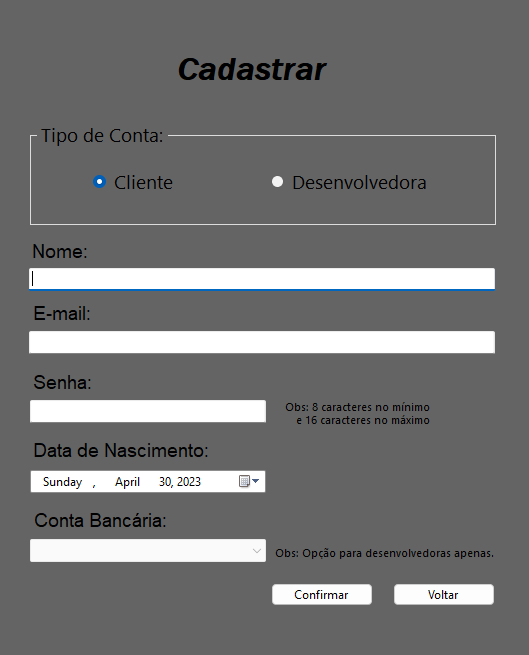 Cadastrar
Tipo de Conta:
Cliente
Desenvolvedora
Nome:
E-mail:
Senha:
Obs: 8 caracteres no mínimo
e 16 caracteres no máximo
Data de Nascimento:
Sunday , April 30, 2023
Conta Bancária:
Obs: Opção para desenvolvedoras apenas.
Confirmar
Voltar